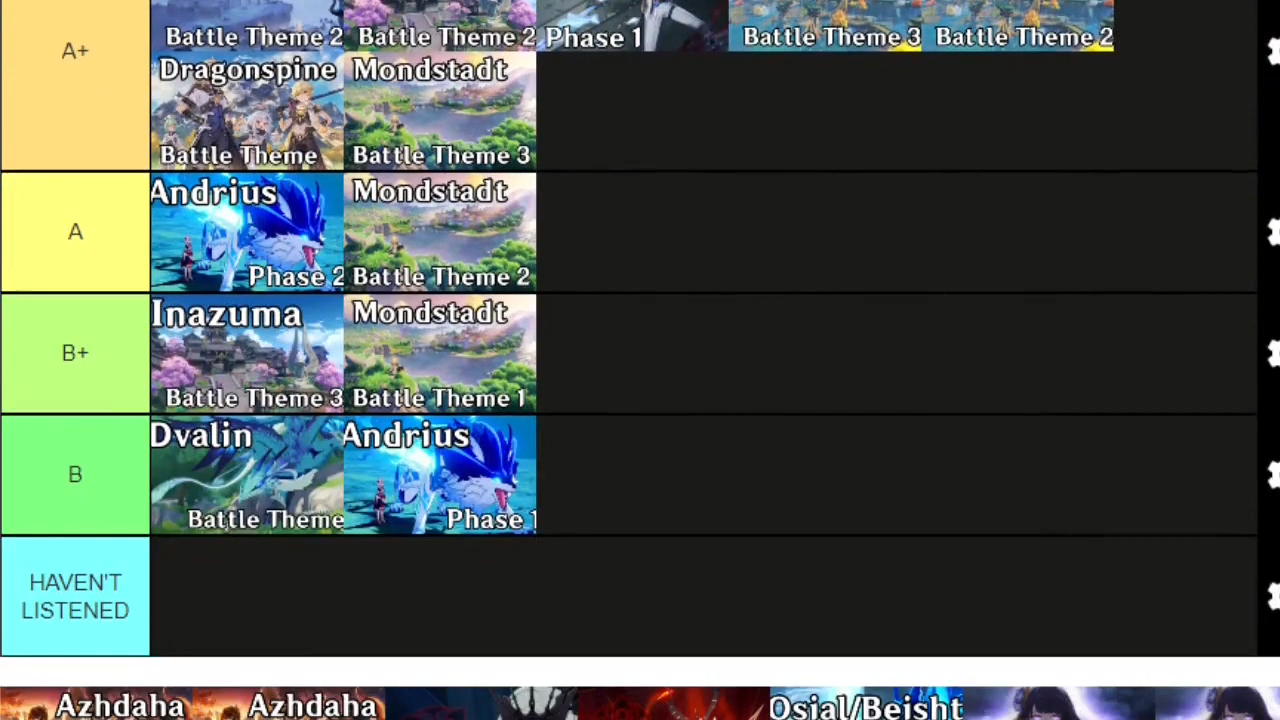 A+
Battle Theme 2
Battle Theme 2
Phase 1
Battle Theme 3
Battle Theme 2
Dragonspine
Battle Theme
Mondstadt
Battle Theme 3
A
Andrius
Phase 2
Mondstadt
Battle Theme 2
B+
Inazuma
Battle Theme 3
Mondstadt
Battle Theme 1
B
Dvalin
Battle Theme
Andrius
Phase 1
HAVEN'T
LISTENED
Azhdaha
Azhdaha
Osial/Beisht